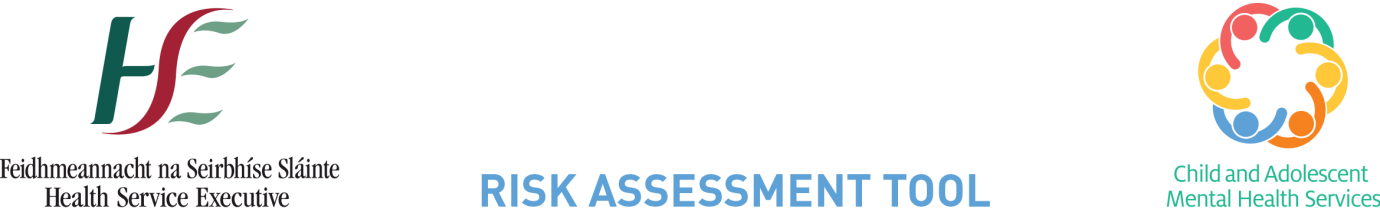 Feidhmeannacht na Seirbhíse Sláinte
Health Service Executive
RISK ASSESSMENT TOOL
Child and Adolescent
Mental Health Services